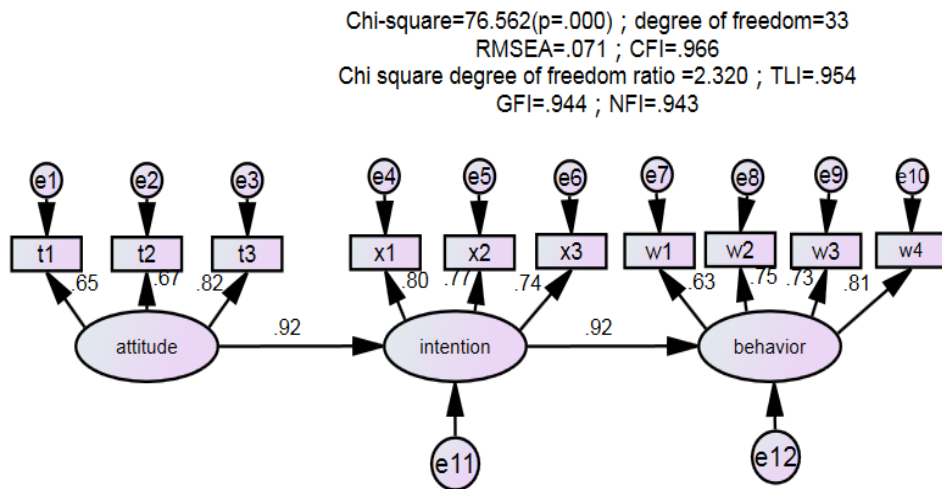 Chi-square=76.562(p=.000) ; degree of freedom=33
RMSEA=.071 ; CFI=.966
Chi square degree of freedom ratio =2.320 ; TLI=.954
GFI=.944 ; NFI=.943
e1 e2 e3 e4 e5 e6 e7 e8 e9 e10
t1 t2 t3 x1 x2 x3 w1 w2 w3 w4
.65 .67 .82 .80 .77 .74 .63 .75 .73 .81
.92 .92
attitude intention behavior
e11 e12